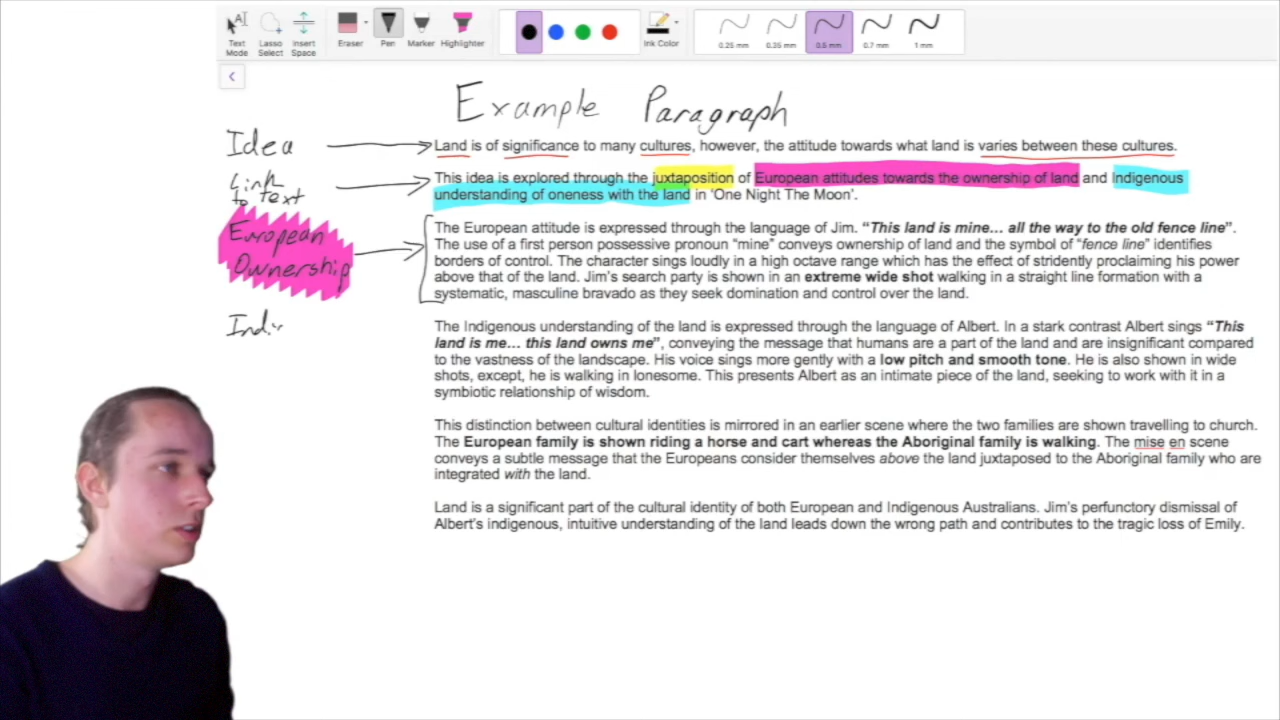 Text Mode
Lasso Select
Insert Space
Eraser
Pen
Marker
Highlighter
Ink Color
0.25 mm
0.35 mm
0.5 mm
0.7 mm
1 mm
Example Paragraph
Idea
Land is of significance to many cultures, however, the attitude towards what land is varies between these cultures.
Link to text
This idea is explored through the juxtaposition of European attitudes towards the ownership of land and Indigenous
understanding of oneness with the land in ‘One Night The Moon’.
European
Ownership
The European attitude is expressed through the language of Jim. “This land is mine... all the way to the old fence line”.
The use of a first person possessive pronoun “mine” conveys ownership of land and the symbol of “fence line” identifies
borders of control. The character sings loudly in a high octave range which has the effect of stridently proclaiming his power
above that of the land. Jim’s search party is shown in an extreme wide shot walking in a straight line formation with a
systematic, masculine bravado as they seek domination and control over the land.
Indi
The Indigenous understanding of the land is expressed through the language of Albert. In a stark contrast Albert sings “This
land is me... this land owns me”, conveying the message that humans are a part of the land and are insignificant compared
to the vastness of the landscape. His voice sings more gently with a low pitch and smooth tone. He is also shown in wide
shots, except, he is walking in lonesome. This presents Albert as an intimate piece of the land, seeking to work with it in a
symbiotic relationship of wisdom.
This distinction between cultural identities is mirrored in an earlier scene where the two families are shown travelling to church.
The European family is shown riding a horse and cart whereas the Aboriginal family is walking. The mise en scene
conveys a subtle message that the Europeans consider themselves above the land juxtaposed to the Aboriginal family who are
integrated with the land.
Land is a significant part of the cultural identity of both European and Indigenous Australians. Jim’s perfunctory dismissal of
Albert’s indigenous, intuitive understanding of the land leads down the wrong path and contributes to the tragic loss of Emily.